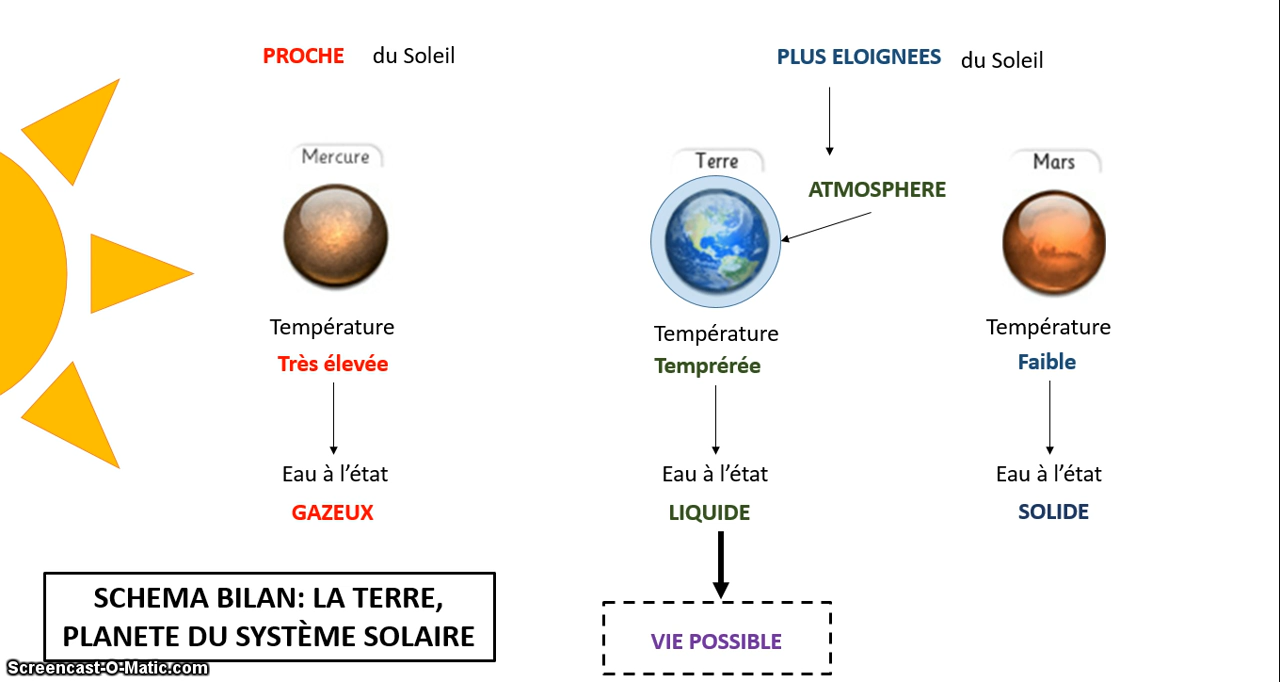 PROCHE du Soleil
PLUS ELOIGNEES du Soleil
Mercure
Terre
Mars
ATMOSPHERE
Température
Très élevée
Température
Temprérée
Température
Faible
Eau à l'état
GAZEUX
Eau à l'état
LIQUIDE
Eau à l'état
SOLIDE
SCHEMA BILAN: LA TERRE,
PLANETE DU SYSTÈME SOLAIRE
VIE POSSIBLE
Screencast-O-Matic.com